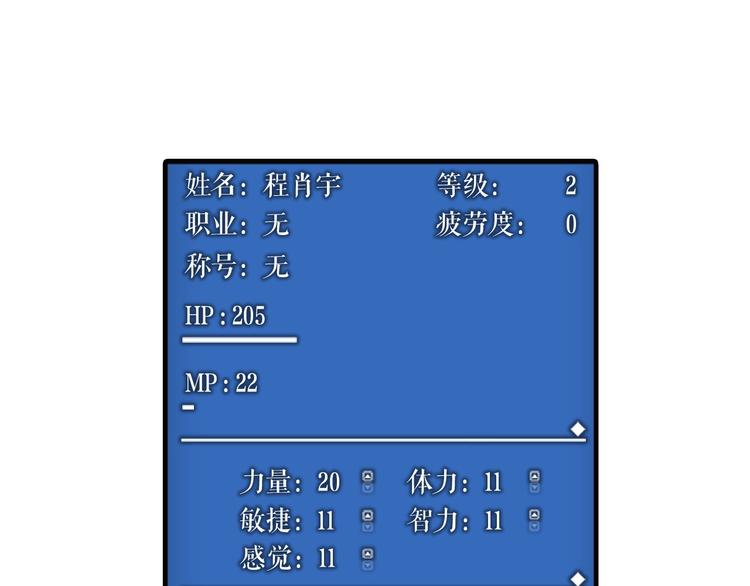 姓名：程肖宇 等级： 2
职业：无 疲劳度： 0
称号：无
HP：205
MP：22
力量：20 体力：11
敏捷：11 智力：11
感觉：11